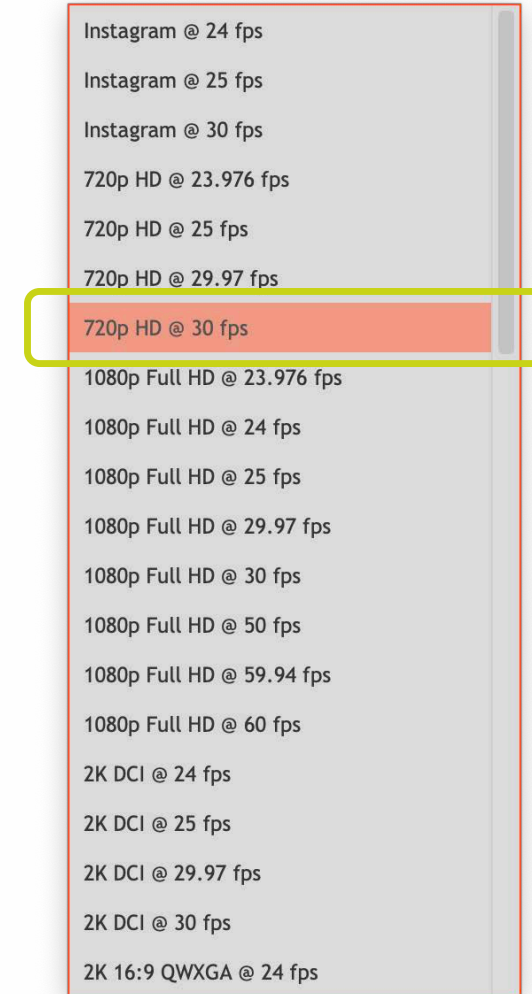 Instagram @ 24 fps
Instagram @ 25 fps
Instagram @ 30 fps
720p HD @ 23.976 fps
720p HD @ 25 fps
720p HD @ 29.97 fps
720p HD @ 30 fps
1080p Full HD @ 23.976 fps
1080p Full HD @ 24 fps
1080p Full HD @ 25 fps
1080p Full HD @ 29.97 fps
1080p Full HD @ 30 fps
1080p Full HD @ 50 fps
1080p Full HD @ 59.94 fps
1080p Full HD @ 60 fps
2K DCI @ 24 fps
2K DCI @ 25 fps
2K DCI @ 29.97 fps
2K DCI @ 30 fps
2K 16:9 QWXGA @ 24 fps